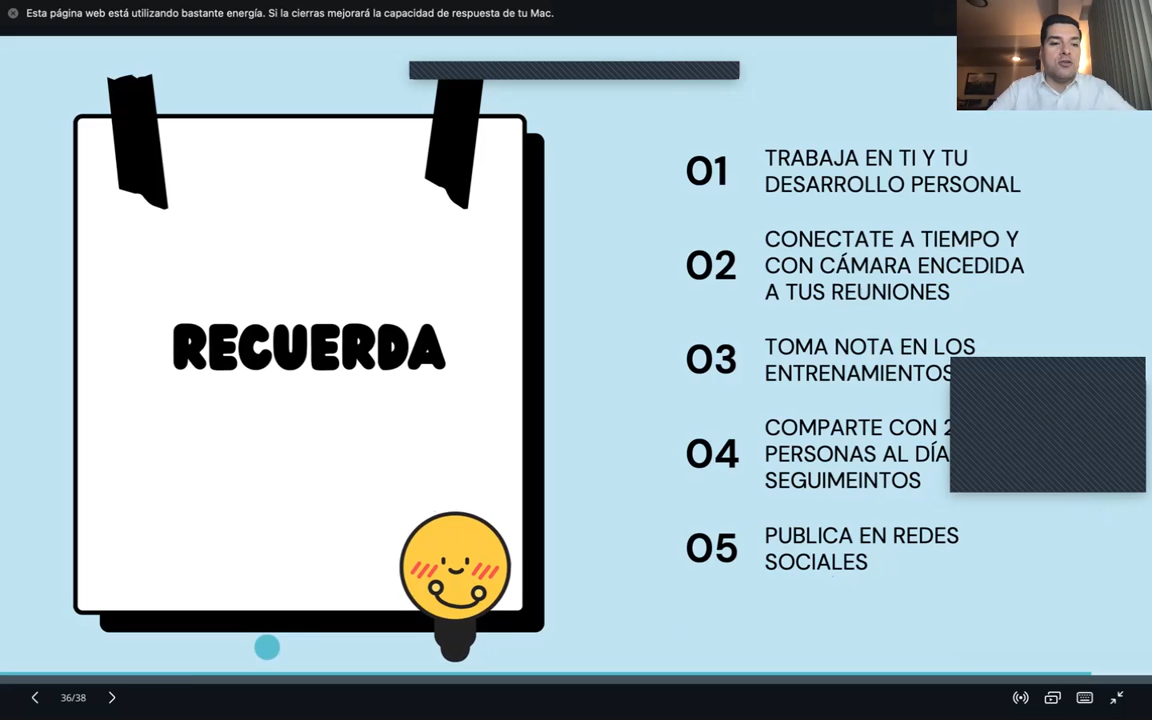 Esta página web está utilizando bastante energía. Si la cierras mejorará la capacidad de respuesta de tu Mac.
RECUERDA
01
TRABAJA EN TI Y TU
DESARROLLO PERSONAL
02
CONECTATE A TIEMPO Y
CON CÁMARA ENCEDIDA
A TUS REUNIONES
03
TOMA NOTA EN LOS
ENTRENAMIENTOS
04
COMPARTE CON
PERSONAS AL DÍA
SEGUIMEINTOS
05
PUBLICA EN REDES
SOCIALES
36/38